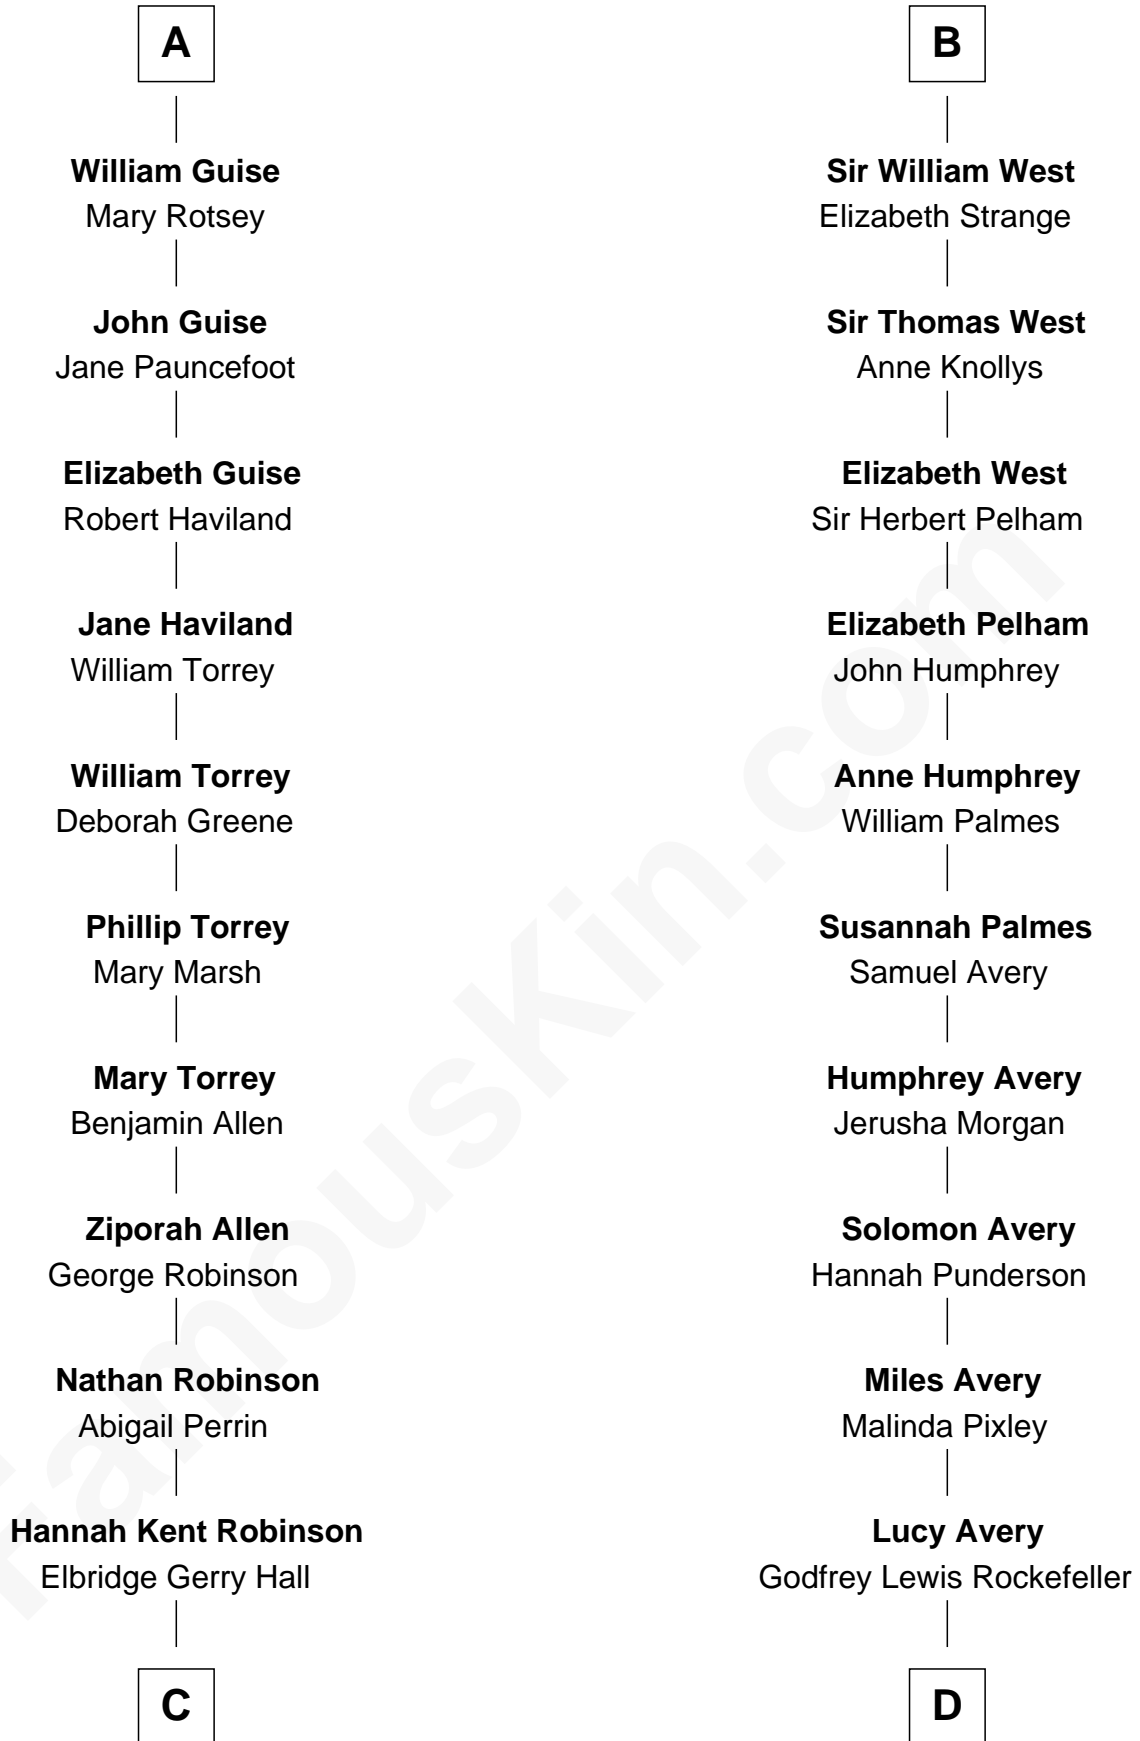 A
William Guise
Mary Rotsey
John Guise
Jane Pauncefoot
Elizabeth Guise
Robert Haviland
Jane Haviland
William Torrey
William Torrey
Deborah Greene
Phillip Torrey
Mary Marsh
Mary Torrey
Benjamin Allen
Ziporah Allen
George Robinson
Nathan Robinson
Abigail Perrin
Hannah Kent Robinson
Elbridge Gerry Hall
C
B
Sir William West
Elizabeth Strange
Sir Thomas West
Anne Knollys
Elizabeth West
Sir Herbert Pelham
Elizabeth Pelham
John Humphrey
Anne Humphrey
William Palmes
Susannah Palmes
Samuel Avery
Humphrey Avery
Jerusha Morgan
Solomon Avery
Hannah Punderson
Miles Avery
Malinda Pixley
Lucy Avery
Godfrey Lewis Rockefeller
D
FamousKin.com